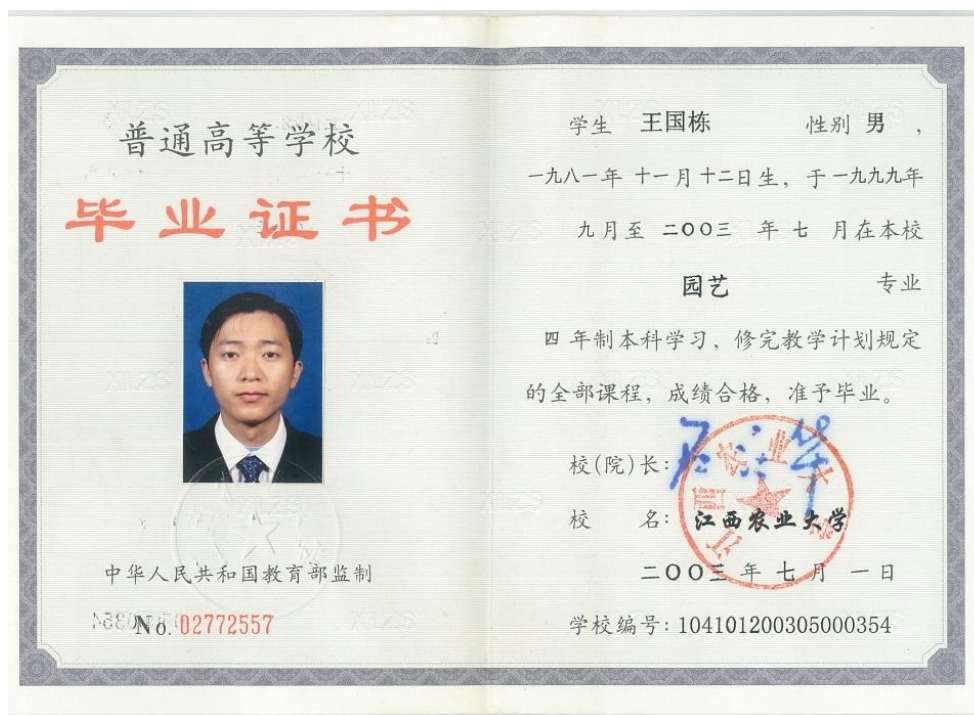 普通高等学校
毕业证书
中华人民共和国教育部监制
No. 02772557
学生 王国栋 性别 男 ,
一九八一年 十一月十二日生，于一九九九年
九月至 二〇〇三 年 七 月在本校
园艺 专业
四 年制本科学习，修完教学计划规定
的全部课程，成绩合格，准予毕业。
校(院)长:
校 名: 江西农业大学
二〇〇三 年 七 月 一 日
学校编号: 104101200305000354